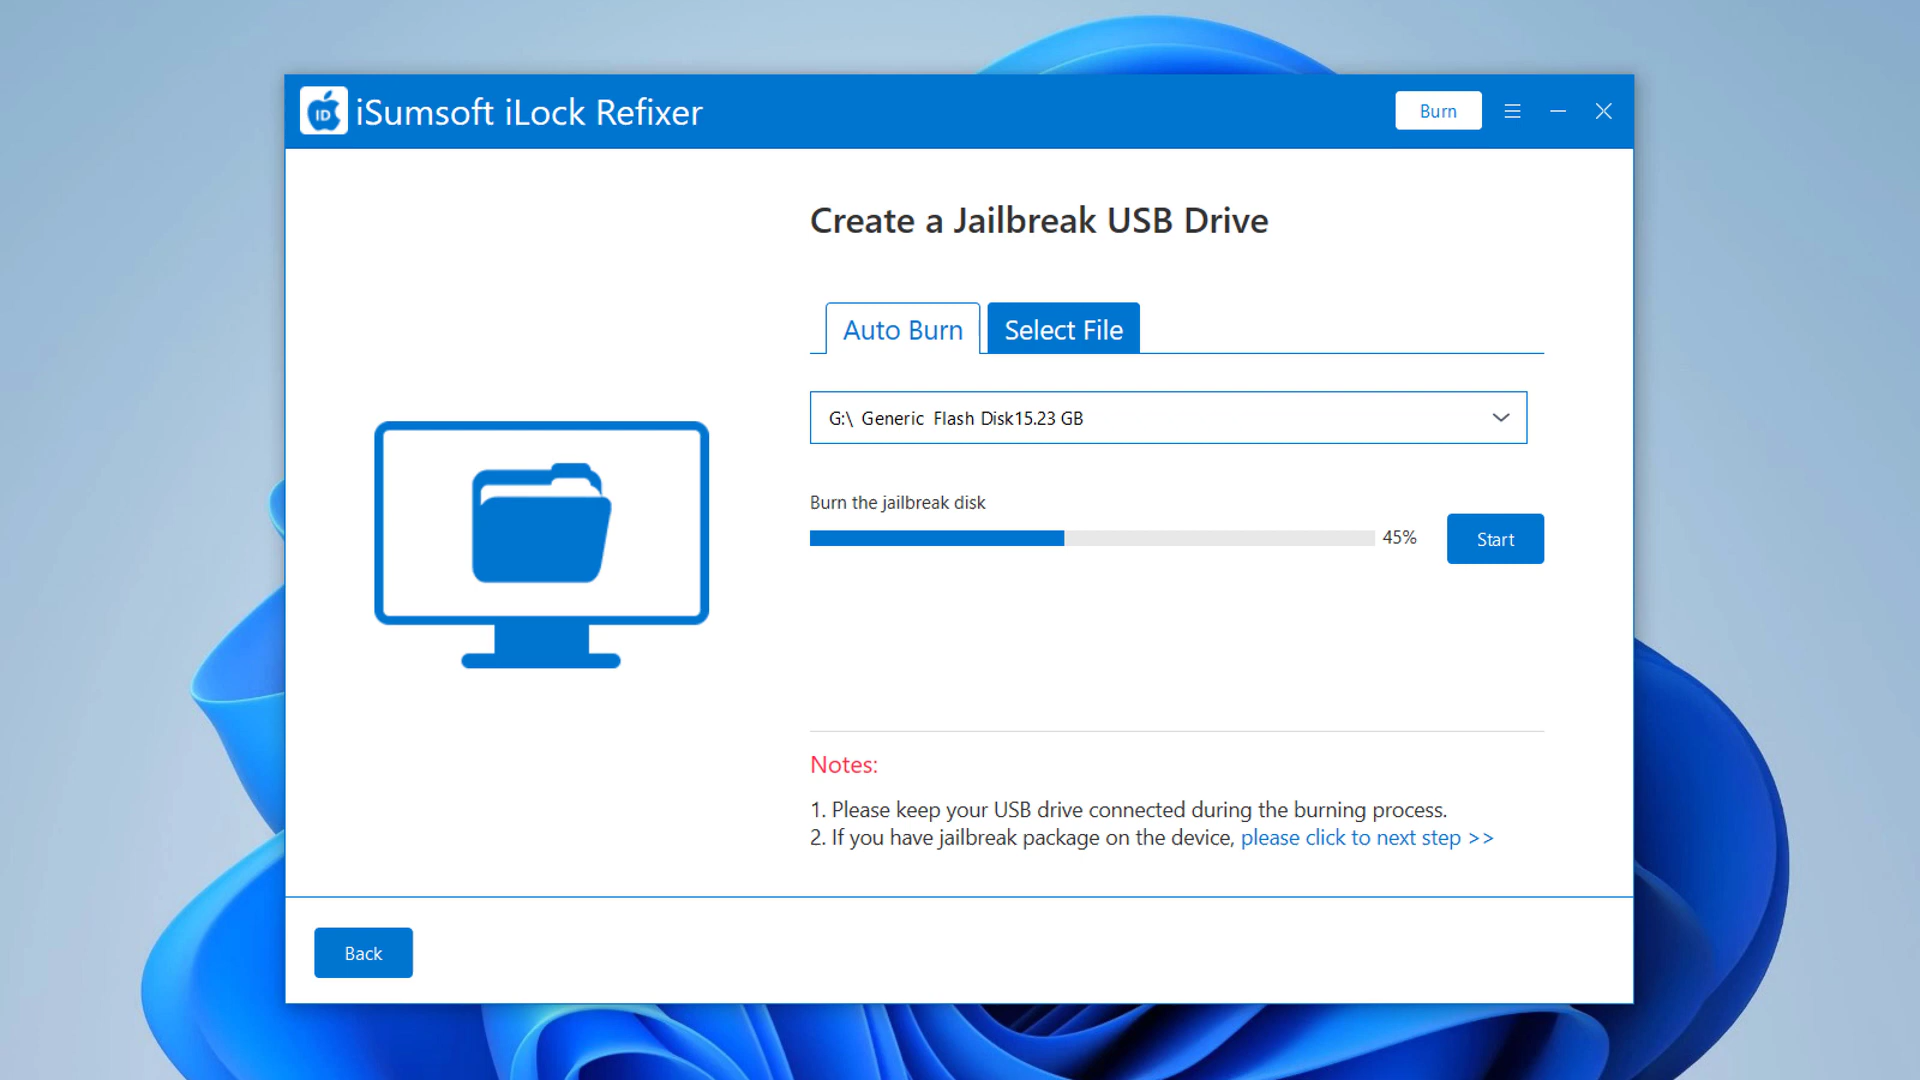 ID
iSumsoft iLock Refixer
Burn
Create a Jailbreak USB Drive
Auto Burn
Select File
G:\ Generic Flash Disk15.23 GB
Burn the jailbreak disk
45%
Start
Notes:
1. Please keep your USB drive connected during the burning process.
2. If you have jailbreak package on the device, please click to next step >>
Back